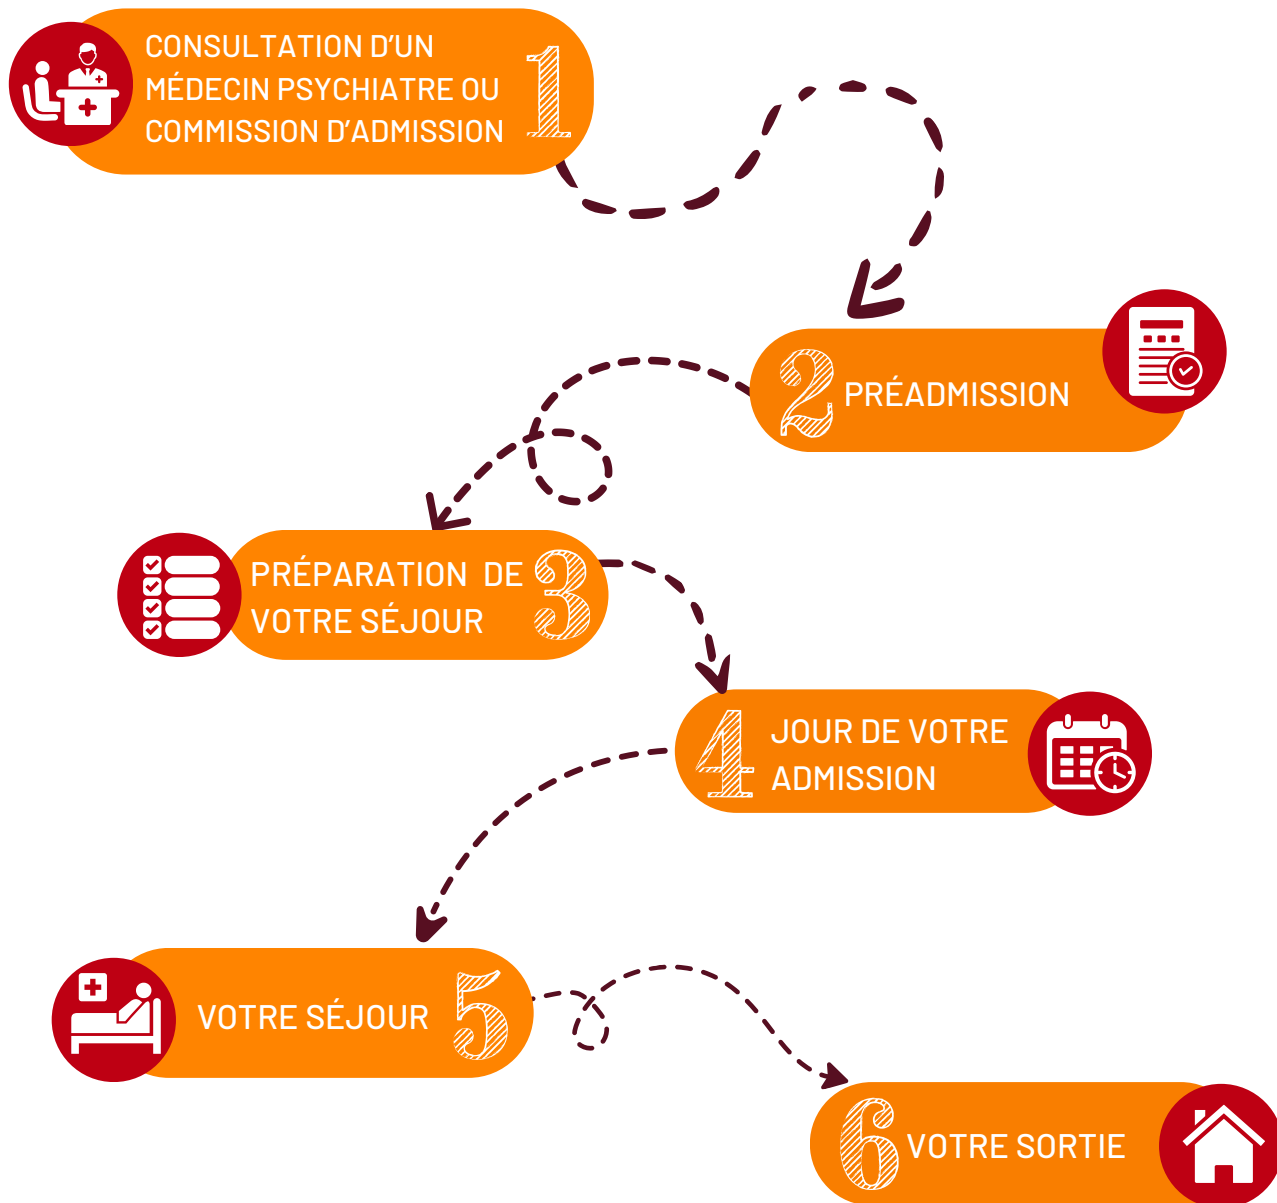 CONSULTATION D'UN
MÉDECIN PSYCHIATRE OU
COMMISSION D'ADMISSION
1
2
PRÉADMISSION
PRÉPARATION DE
VOTRE SÉJOUR
3
4
JOUR DE VOTRE
ADMISSION
VOTRE SÉJOUR
5
6
VOTRE SORTIE